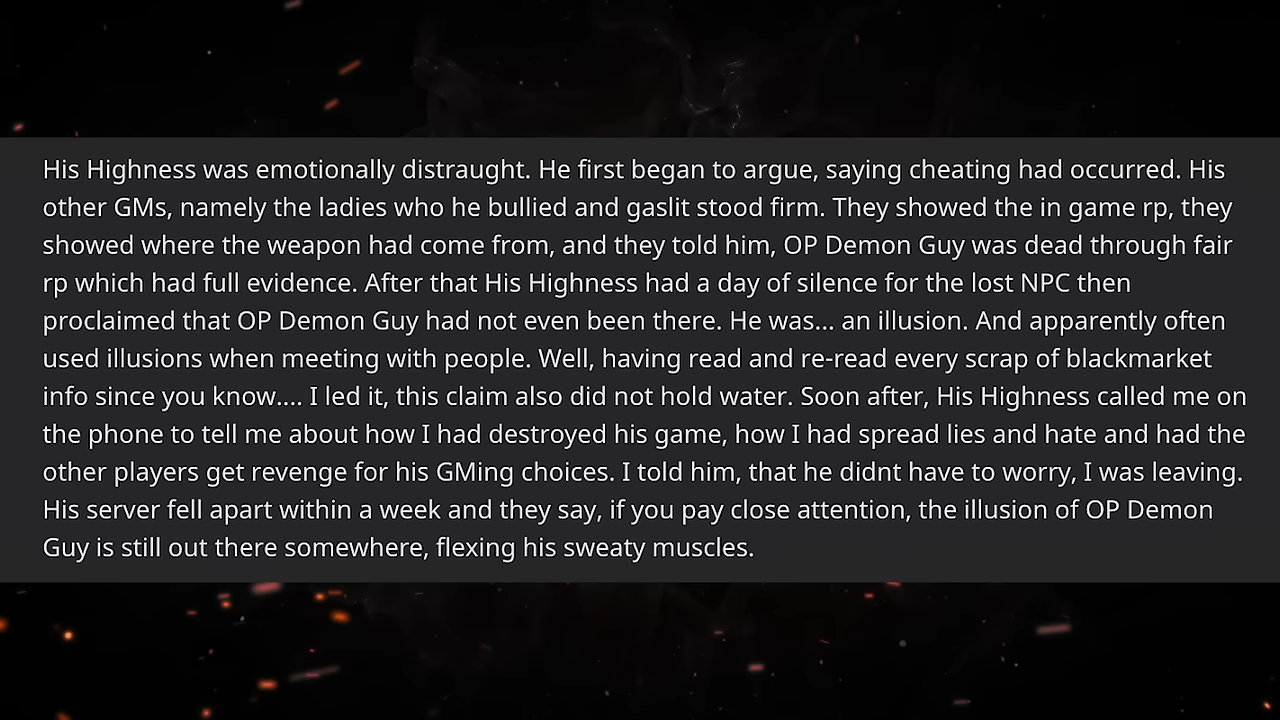 His Highness was emotionally distraught. He first began to argue, saying cheating had occurred. His
other GMs, namely the ladies who he bullied and gaslit stood firm. They showed the in game rp, they
showed where the weapon had come from, and they told him, OP Demon Guy was dead through fair
rp which had full evidence. After that His Highness had a day of silence for the lost NPC then
proclaimed that OP Demon Guy had not even been there. He was... an illusion. And apparently often
used illusions when meeting with people. Well, having read and re-read every scrap of blackmarket
info since you know.... I led it, this claim also did not hold water. Soon after, His Highness called me on
the phone to tell me about how I had destroyed his game, how I had spread lies and hate and had the
other players get revenge for his GMing choices. I told him, that he didnt have to worry, I was leaving.
His server fell apart within a week and they say, if you pay close attention, the illusion of OP Demon
Guy is still out there somewhere, flexing his sweaty muscles.